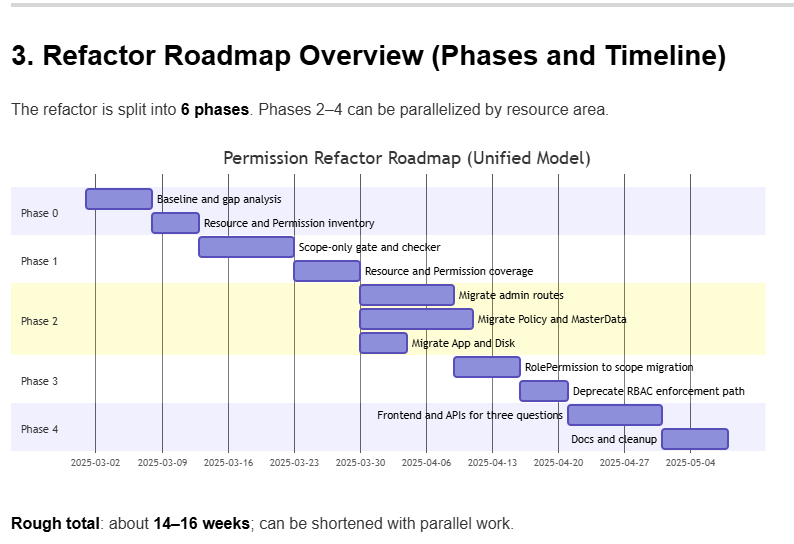 3. Refactor Roadmap Overview (Phases and Timeline)
The refactor is split into 6 phases. Phases 2–4 can be parallelized by resource area.
Permission Refactor Roadmap (Unified Model)
Phase 0
Baseline and gap analysis
Resource and Permission inventory
Phase 1
Scope-only gate and checker
Resource and Permission coverage
Phase 2
Migrate admin routes
Migrate Policy and MasterData
Migrate App and Disk
Phase 3
RolePermission to scope migration
Deprecate RBAC enforcement path
Phase 4
Frontend and APIs for three questions
Docs and cleanup
2025-03-02 2025-03-09 2025-03-16 2025-03-23 2025-03-30 2025-04-06 2025-04-13 2025-04-20 2025-04-27 2025-05-04
Rough total: about 14–16 weeks; can be shortened with parallel work.